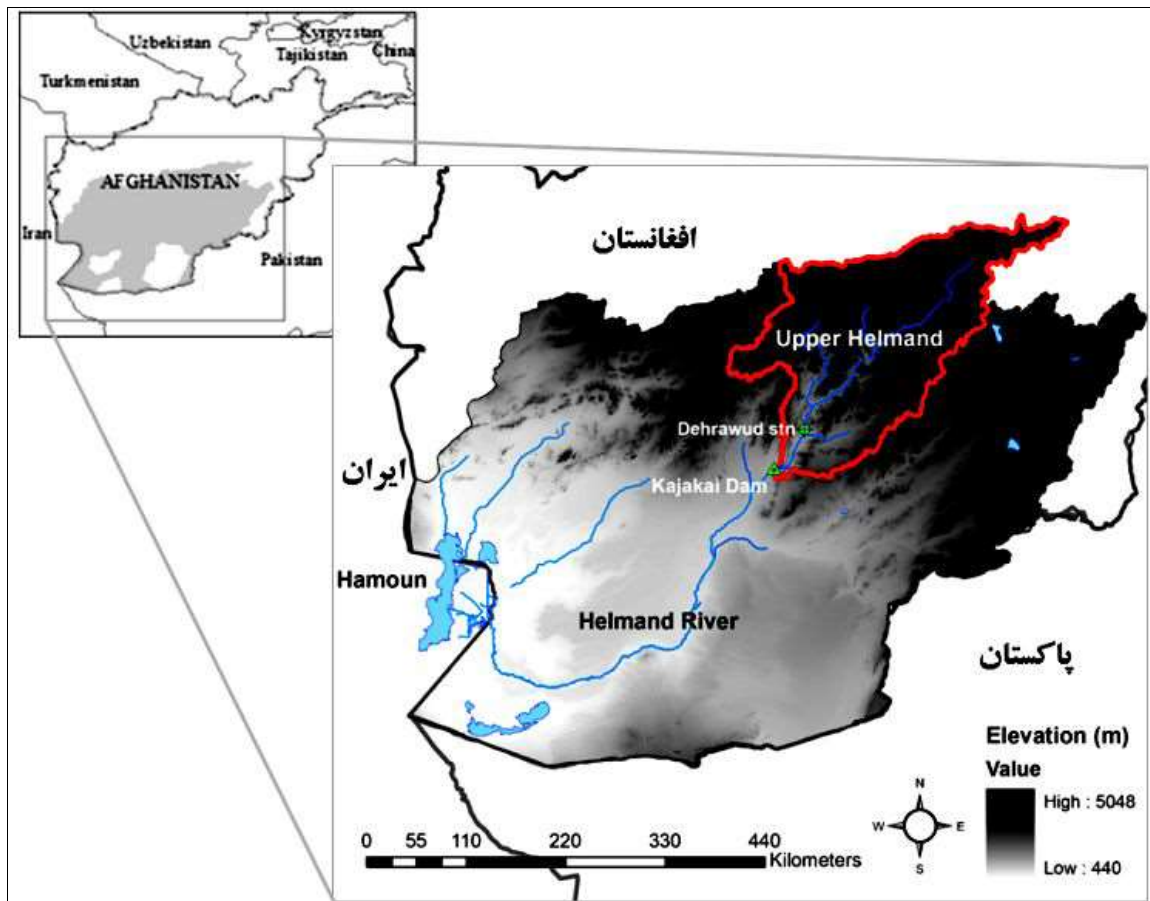 Uzbekistan
Kyrgyzstan
Tajikistan
China
Turkmenistan
AFGHANISTAN
Iran
Pakistan
افغانستان
Upper Helmand
Dehrawud stn
ایران
Kajakai Dam
Hamoun
Helmand River
پاکستان
Elevation (m)
Value
High : 5048
Low : 440
N
W
E
S
0 55 110 220 330 440
Kilometers